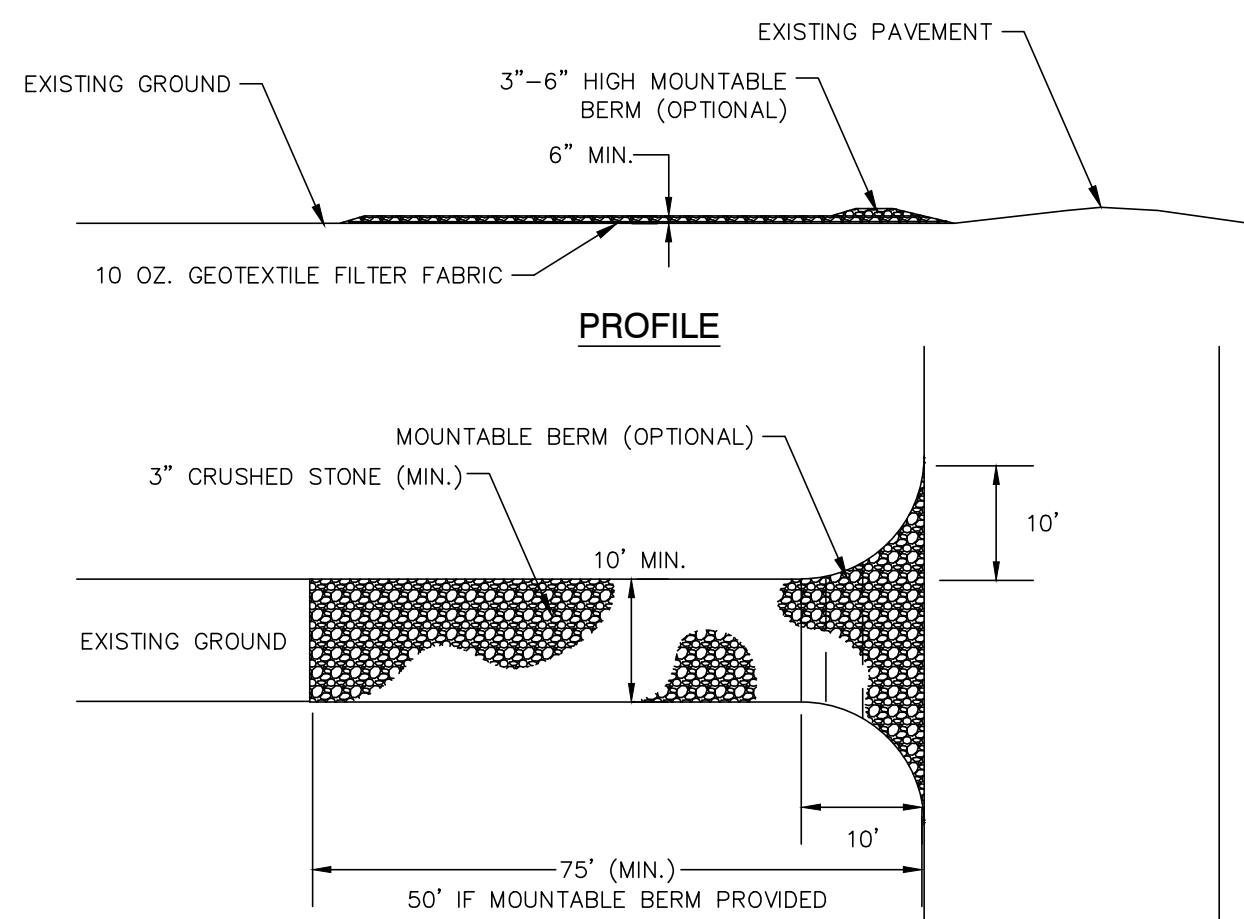 EXISTING PAVEMENT
EXISTING GROUND
3"-6" HIGH MOUNTABLE
BERM (OPTIONAL)
6" MIN.
10 OZ. GEOTEXTILE FILTER FABRIC
PROFILE
MOUNTABLE BERM (OPTIONAL)
3" CRUSHED STONE (MIN.)
10'
10' MIN.
EXISTING GROUND
10'
75' (MIN.)
50' IF MOUNTABLE BERM PROVIDED